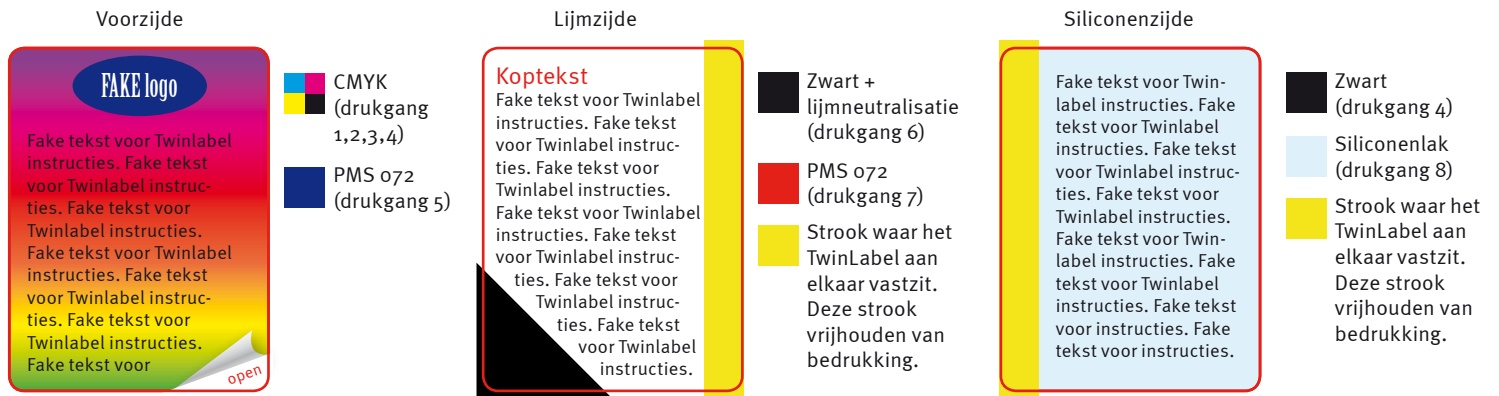 Voorzijde
FAKE logo
Fake tekst voor Twinlabel
instructies. Fake tekst
voor Twinlabel instruc-
ties. Fake tekst voor
Twinlabel instructies.
Fake tekst voor Twinlabel
instructies. Fake tekst
voor Twinlabel instruc-
ties. Fake tekst voor
Twinlabel instructies.
Fake tekst voor
open
CMYK
(drukgang
1,2,3,4)
PMS 072
(drukgang 5)
Lijmzijde
Koptekst
Fake tekst voor Twinlabel
instructies. Fake tekst
voor Twinlabel instruc-
ties. Fake tekst voor
Twinlabel instructies.
Fake tekst voor Twinlabel
instructies. Fake tekst
voor Twinlabel instruc-
ties. Fake tekst voor
Twinlabel instruc-
ties. Fake tekst
voor Twinlabel
instructies.
Zwart +
lijmneutralisatie
(drukgang 6)
PMS 072
(drukgang 7)
Strook waar het
TwinLabel aan
elkaar vastzit.
Deze strook
vrijhouden van
bedrukking.
Siliconenzijde
Fake tekst voor Twin-
label instructies. Fake
tekst voor Twinlabel
instructies. Fake tekst
voor Twinlabel instruc-
ties. Fake tekst voor
Twinlabel instructies.
Fake tekst voor Twin-
label instructies. Fake
tekst voor Twinlabel
instructies. Fake tekst
voor instructies. Fake
tekst voor instructies.
Zwart
(drukgang 4)
Siliconenlak
(drukgang 8)
Strook waar het
TwinLabel aan
elkaar vastzit.
Deze strook
vrijhouden van
bedrukking.